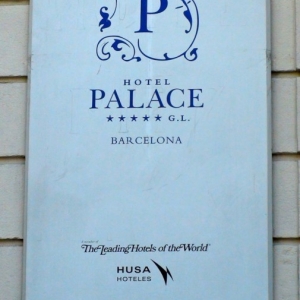 P
HOTEL
PALACE
★★★★★ G.L.
BARCELONA
The Leading Hotels of the World
HUSA
HOTELES